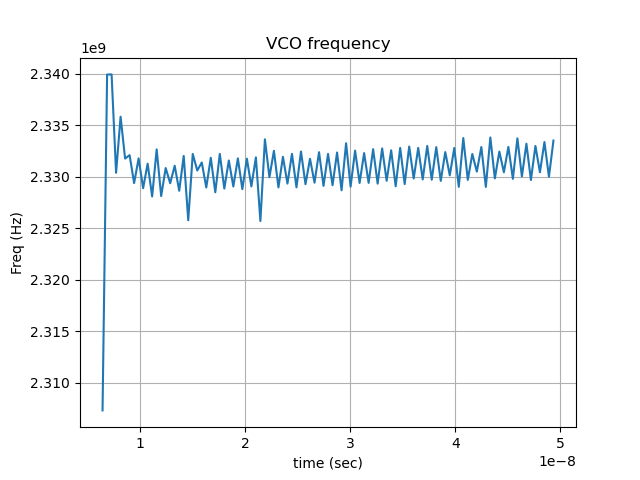 VCO frequency
1e9
2.340
2.335
2.330
2.325
2.320
2.315
2.310
Freq (Hz)
1 2 3 4 5
time (sec)
1e−8